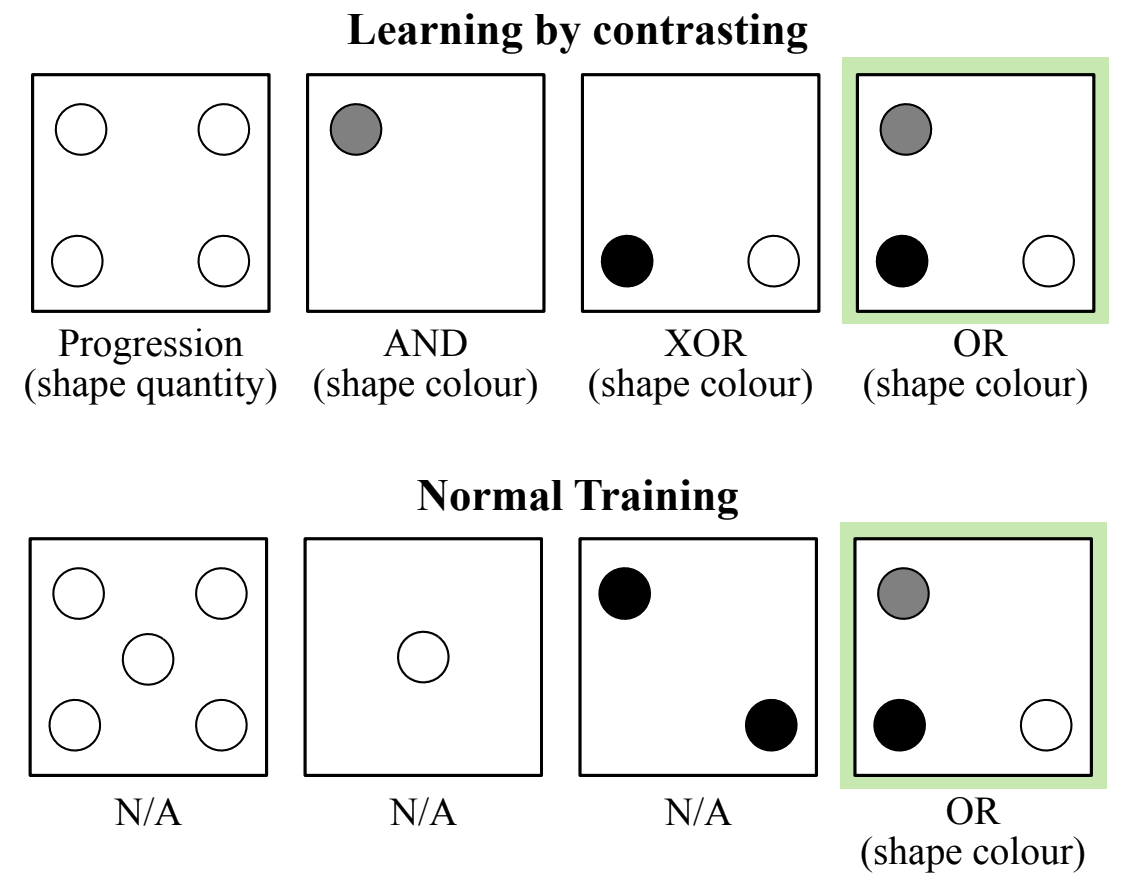 Learning by contrasting
Progression
(shape quantity)
AND
(shape colour)
XOR
(shape colour)
OR
(shape colour)
Normal Training
N/A
N/A
N/A
OR
(shape colour)